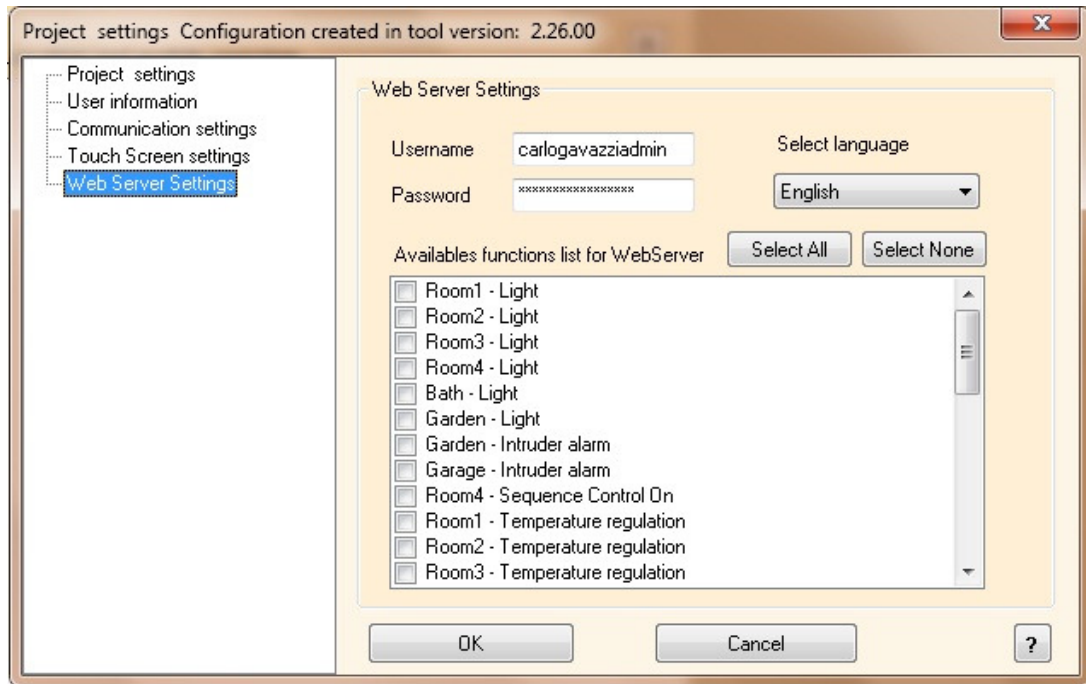 Project settings Configuration created in tool version: 2.26.00
Project settings
User information
Communication settings
Touch Screen settings
Web Server Settings
Web Server Settings
Username carlogavazziadmin Select language
Password ***************** English
Availables functions list for WebServer Select All Select None
Room1 - Light
Room2 - Light
Room3 - Light
Room4 - Light
Bath - Light
Garden - Light
Garden - Intruder alarm
Garage - Intruder alarm
Room4 - Sequence Control On
Room1 - Temperature regulation
Room2 - Temperature regulation
Room3 - Temperature regulation
OK Cancel ?